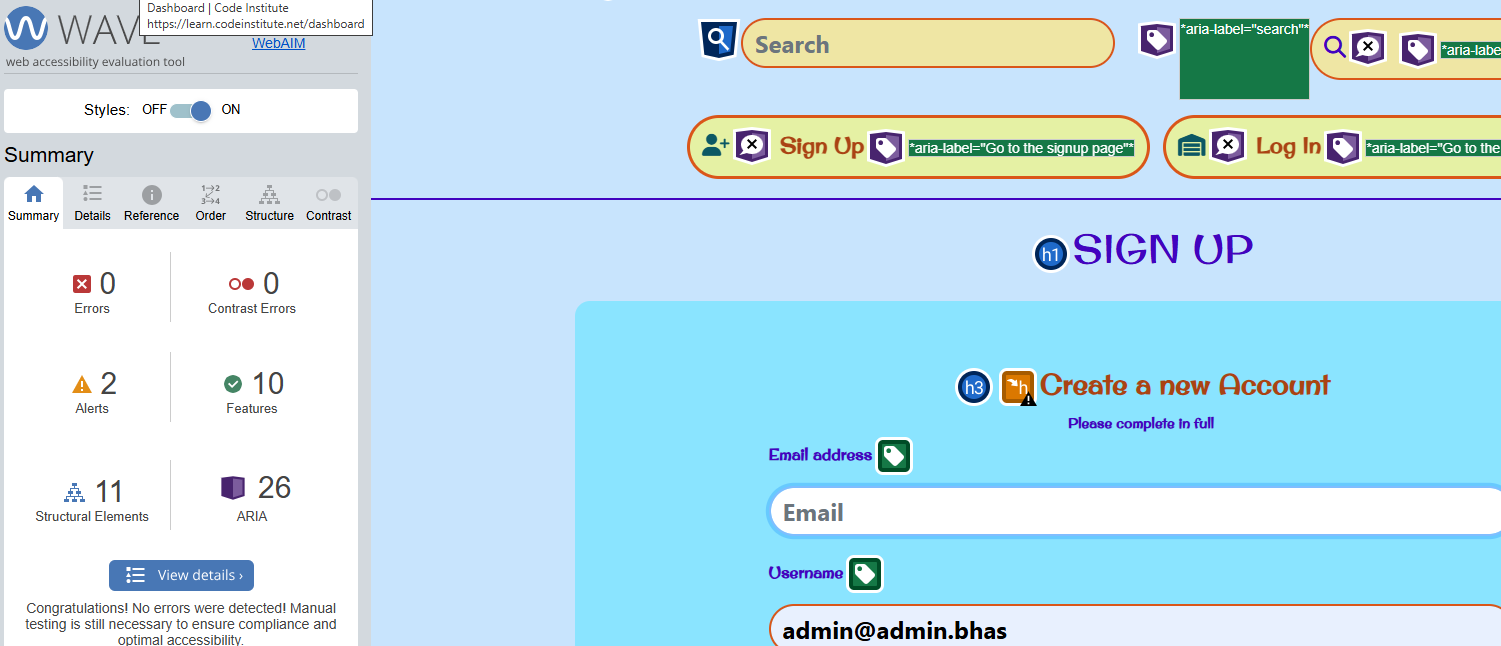 Dashboard | Code Institute
https://learn.codeinstitute.net/dashboard
WAVE
WebAIM
web accessibility evaluation tool
Styles: OFF ON
Summary
Summary Details Reference Order Structure Contrast
0 Errors
0 Contrast Errors
2 Alerts
10 Features
11 Structural Elements
26 ARIA
View details ›
Congratulations! No errors were detected! Manual
testing is still necessary to ensure compliance and
optimal accessibility.
Search
*aria-label="search"*
*aria-labe
Sign Up *aria-label="Go to the signup page"*
Log In *aria-label="Go to the
h1 SIGN UP
h3 h Create a new Account
Please complete in full
Email address
Email
Username
admin@admin.bhas